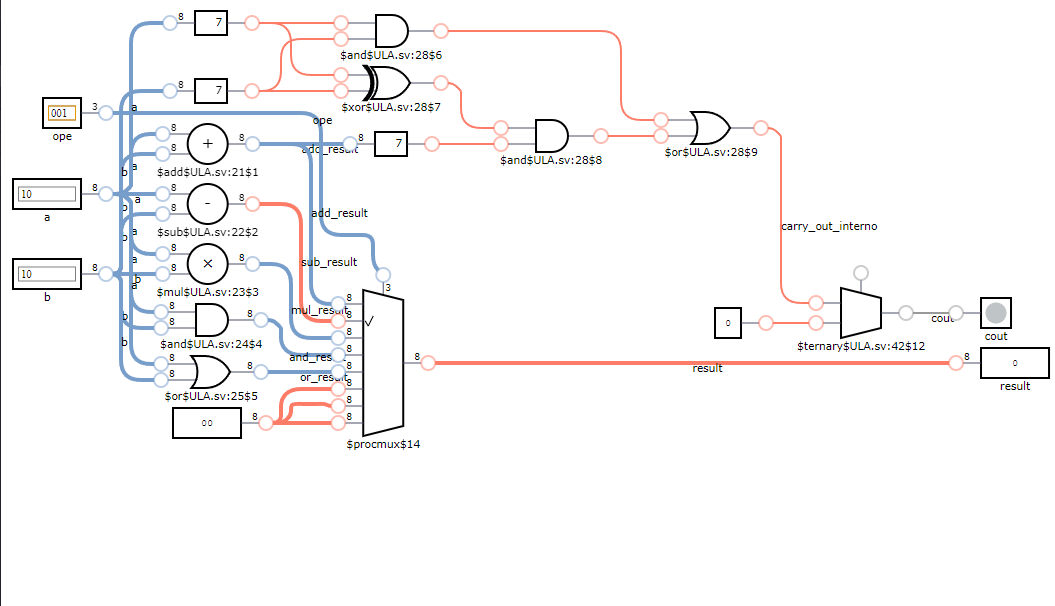 8 7
$and$ULA.sv:28$6
8 7
$xor$ULA.sv:28$7
001 3 a
ope
ope
8 8 add_result 8 7
$and$ULA.sv:28$8
$or$ULA.sv:28$9
8 + 8
b a
$add$ULA.sv:21$1
10 8
a
8 - 8
b a
add_result
$sub$ULA.sv:22$2
carry_out_interno
b a
8 × 8
sub_result
a
10 8
b
8
b
a
$mul$ULA.sv:23$3
3
8
mul_result
8 8
b 8
8
0
cout
cout
$and$ULA.sv:24$4
b
$ternary$ULA.sv:42$12
and_res
8
8 8
8
8
8 0
result
result
or_result
8
$or$ULA.sv:25$5
8
00 8
8
$procmux$14